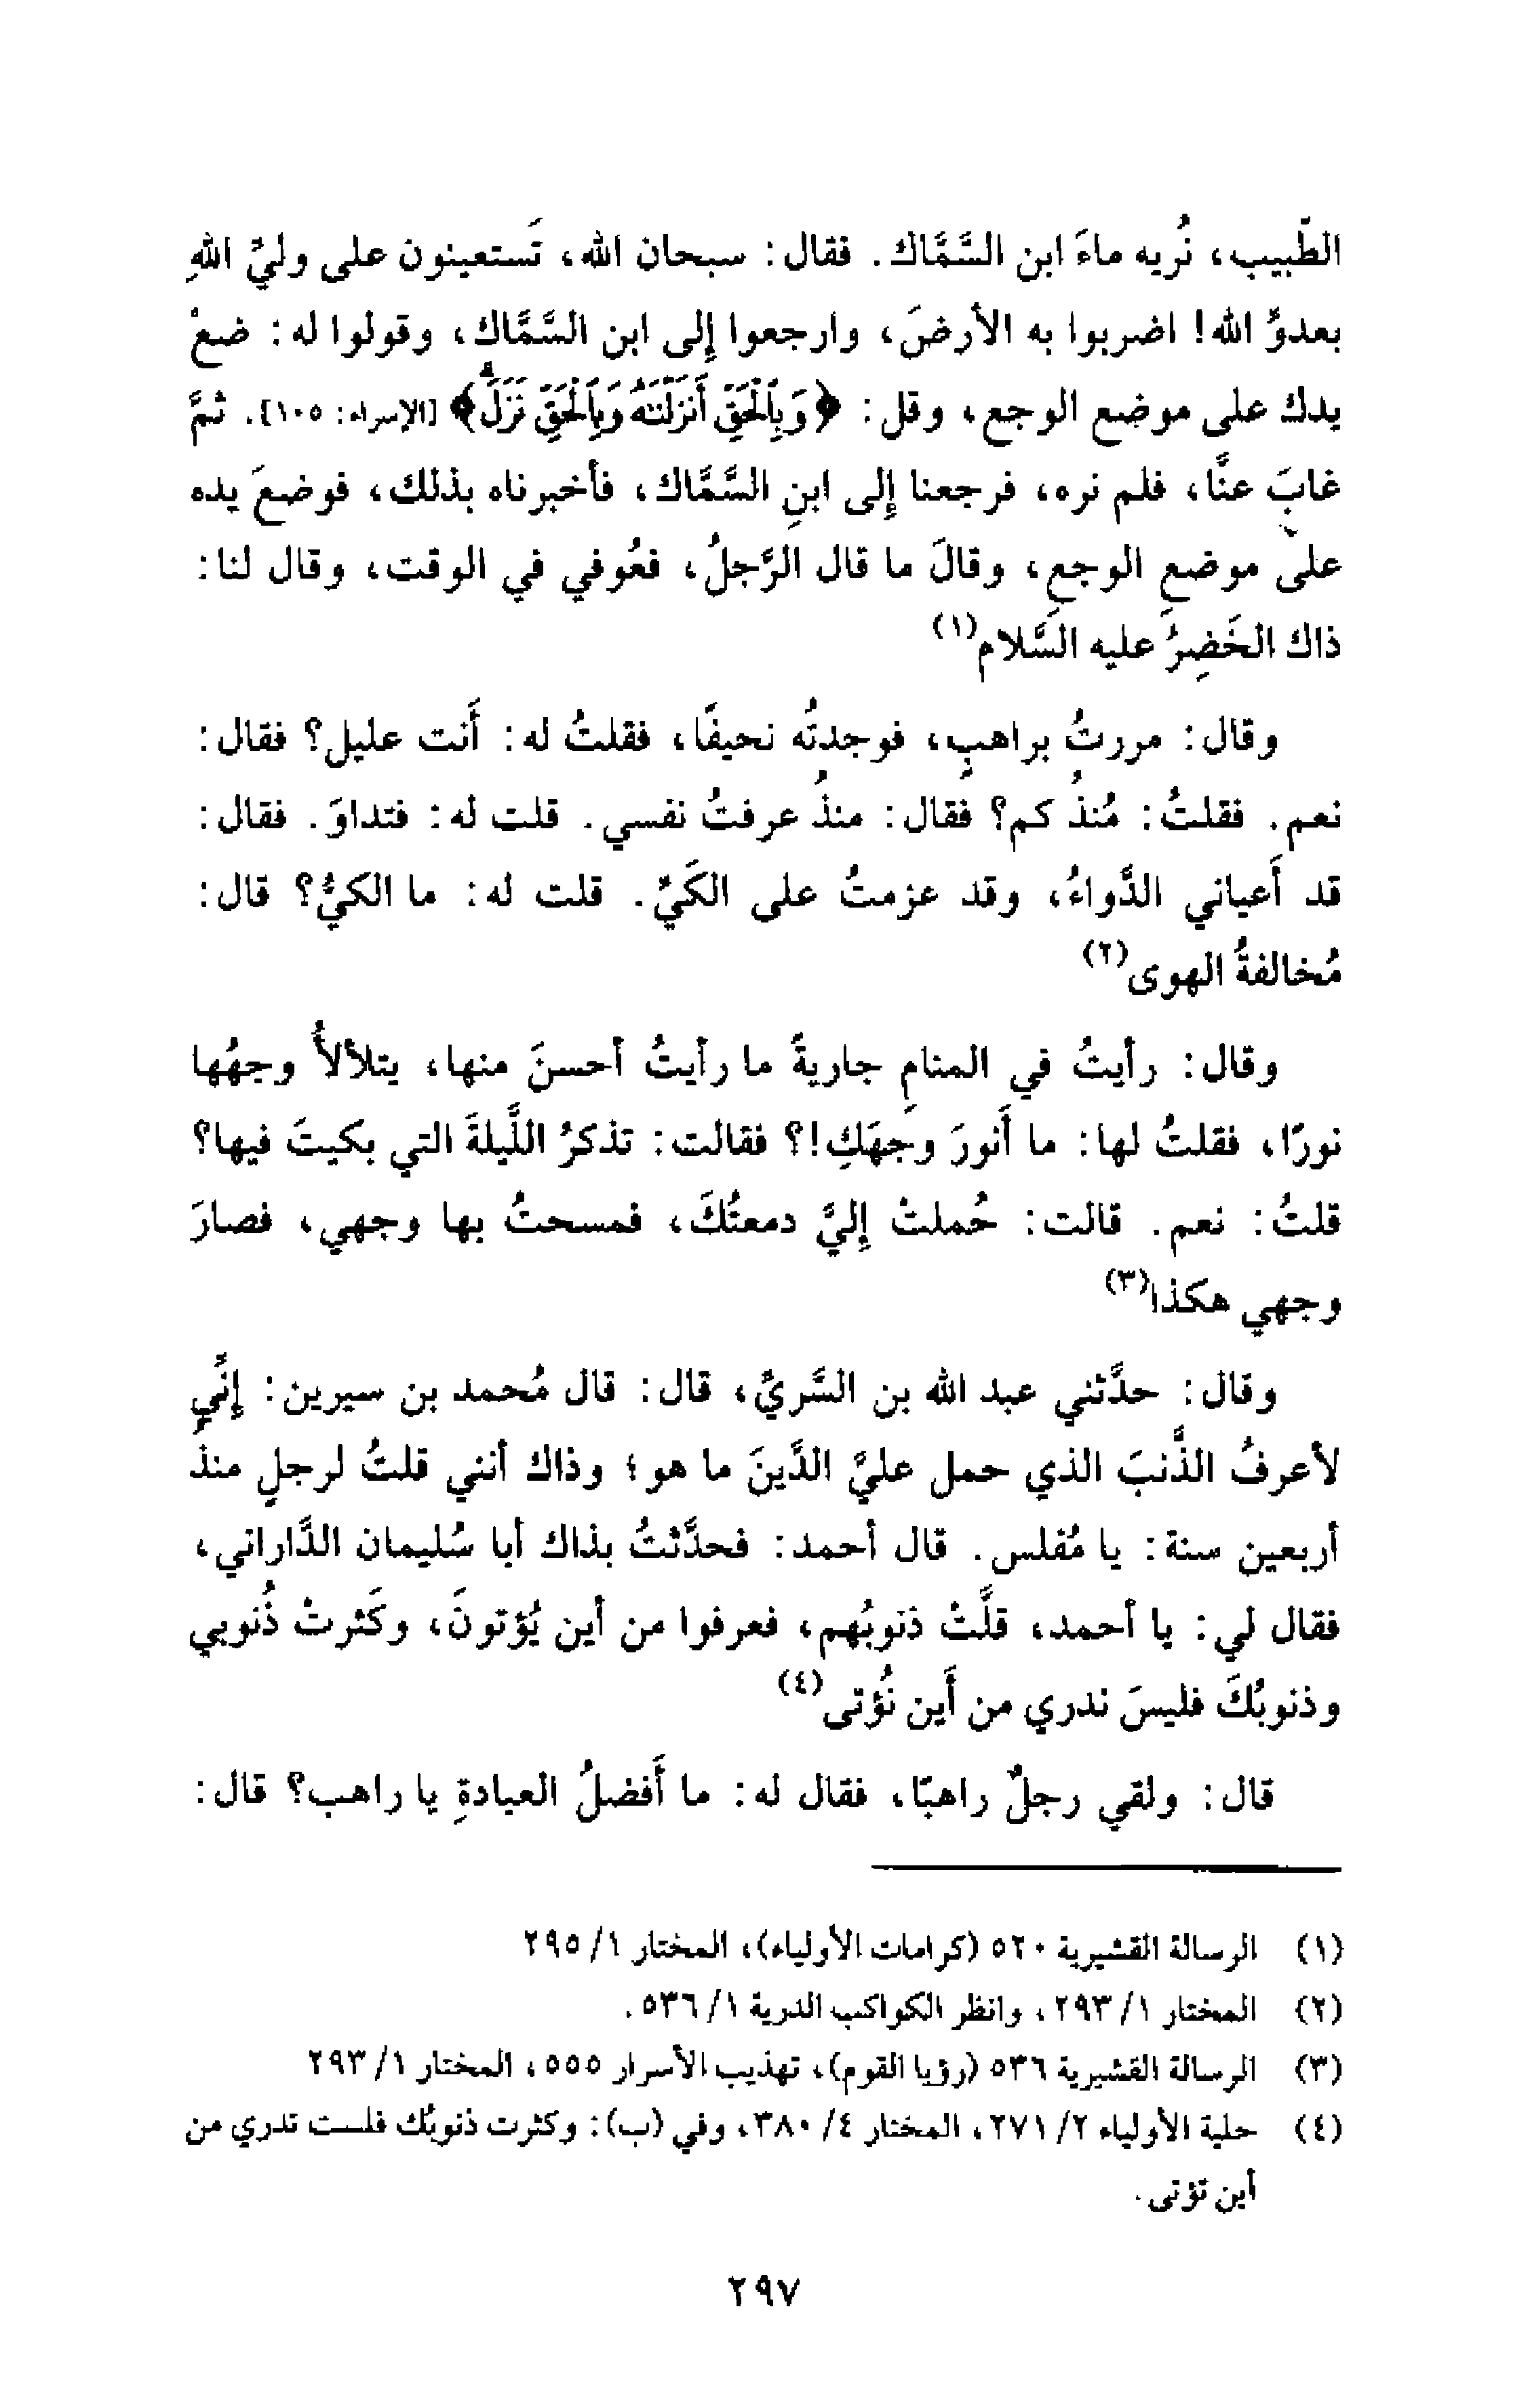 الطَّبيب، نُريه ماءَ ابن السَّمَّاك. فقال: سبحان الله، تَستعينون على وليِّ اللهِ
بعدوِّ الله! اضربوا به الأرضَ، وارجعوا إلى ابن السَّمَّاك، وقولوا له: ضعْ
يدك على موضع الوجع، وقل: ﴿وَبِٱلْحَقِّ أَنزَلْنَٰهُ وَبِٱلْحَقِّ نَزَلَ﴾ [الإسراء: ١٠٥]. ثمَّ
غابَ عنَّا، فلم نره، فرجعنا إلى ابنِ السَّمَّاك، فأخبرناه بذلك، فوضعَ يده
على موضعِ الوجعِ، وقالَ ما قال الرَّجلُ، فعُوفي في الوقت، وقال لنا:
ذاك الخَضِرُ عليه السَّلام(١)
وقال: مررتُ براهبٍ، فوجدتُه نحيفًا، فقلتُ له: أَنت عليل؟ فقال:
نعم. فقلتُ: مُنذُ كم؟ فقال: منذُ عرفتُ نفسي. قلت له: فتداوَ. فقال:
قد أَعياني الدَّواءُ، وقد عزمتُ على الكَيِّ. قلت له: ما الكيُّ؟ قال:
مُخالفةُ الهوى(٢)
وقال: رأيتُ في المنامِ جاريةً ما رأيتُ أحسنَ منها، يتلألأُ وجهُها
نورًا، فقلتُ لها: ما أَنورَ وجهَكِ!؟ فقالت: تذكرُ اللَّيلةَ التي بكيتَ فيها؟
قلتُ: نعم. قالت: حُملتْ إليَّ دمعتُكَ، فمسحتُ بها وجهي، فصارَ
وجهي هكذا(٣)
وقال: حدَّثني عبد الله بن السَّريِّ، قال: قال مُحمد بن سيرين: إنِّي
لأعرفُ الذَّنبَ الذي حمل عليَّ الدَّينَ ما هو؛ وذاك أنني قلتُ لرجلٍ منذُ
أربعين سنة: يا مُفلس. قال أحمد: فحدَّثتُ بذاك أبا سُليمان الدَّاراني،
فقال لي: يا أحمد، قلَّتْ ذنوبُهم، فعرفوا من أين يُؤتونَ، وكَثرتْ ذُنوبي
وذنوبُكَ فليسَ ندري من أَين نُؤتى(٤)
قال: ولقي رجلٌ راهبًا، فقال له: ما أَفضلُ العبادةِ يا راهب؟ قال:
(١) الرسالة القشيرية ٥٢٠ (كرامات الأولياء)، المختار ١/ ٢٩٥
(٢) المختار ١/ ٢٩٣، وانظر الكواكب الدرية ١/ ٥٣٦.
(٣) الرسالة القشيرية ٥٣٦ (رؤيا القوم)، تهذيب الأسرار ٥٥٥، المختار ١/ ٢٩٣
(٤) حلية الأولياء ٢/ ٢٧١، المختار ٤/ ٣٨٠، وفي (ب): وكثرت ذنوبُك فلست تدري من
أين تؤتى.
٢٩٧